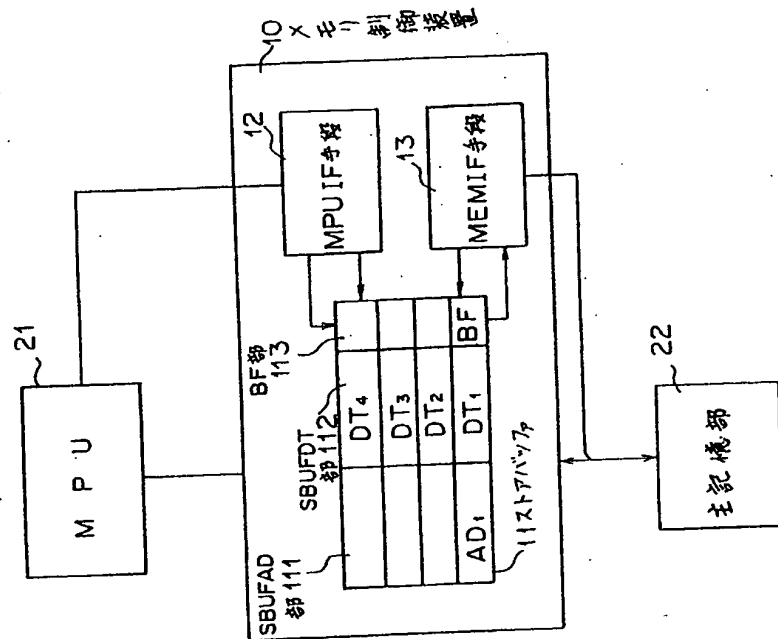 21
MPU
10
メモリ制御装置
12
MPUIF手段
13
MEMIF手段
BF部
113
SBUFDT
部112
SBUFAD
部111
DT4
DT3
DT2
DT1
BF
AD1
11ストアバッファ
22
主記憶部